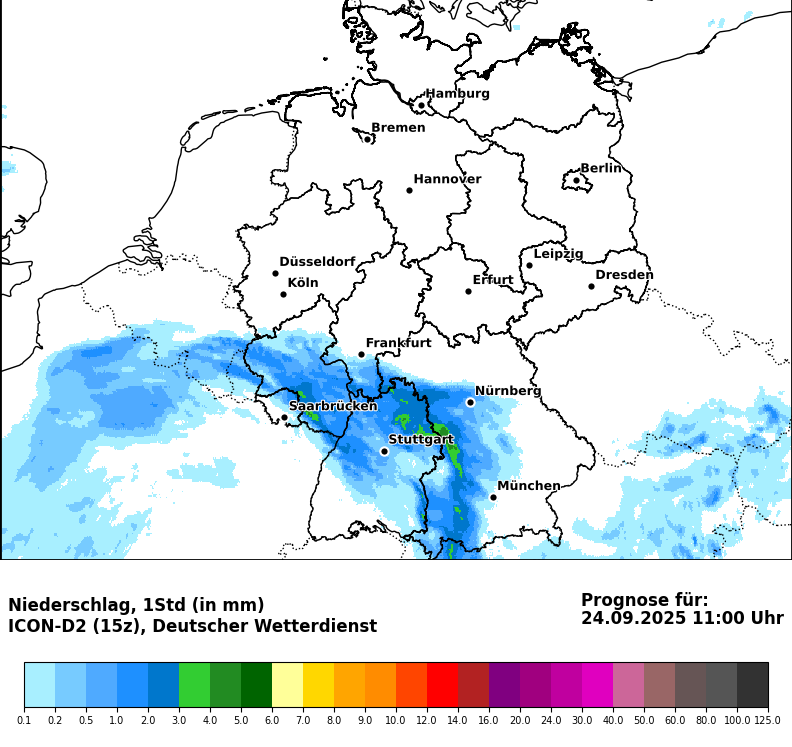 Hamburg
Bremen
Berlin
Hannover
Leipzig
Düsseldorf
Dresden
Erfurt
Köln
Frankfurt
Nürnberg
Saarbrücken
Stuttgart
München
Niederschlag, 1Std (in mm)
ICON-D2 (15z), Deutscher Wetterdienst
Prognose für:
24.09.2025 11:00 Uhr
0.1 0.2 0.5 1.0 2.0 3.0 4.0 5.0 6.0 7.0 8.0 9.0 10.0 12.0 14.0 16.0 20.0 24.0 30.0 40.0 50.0 60.0 80.0 100.0 125.0